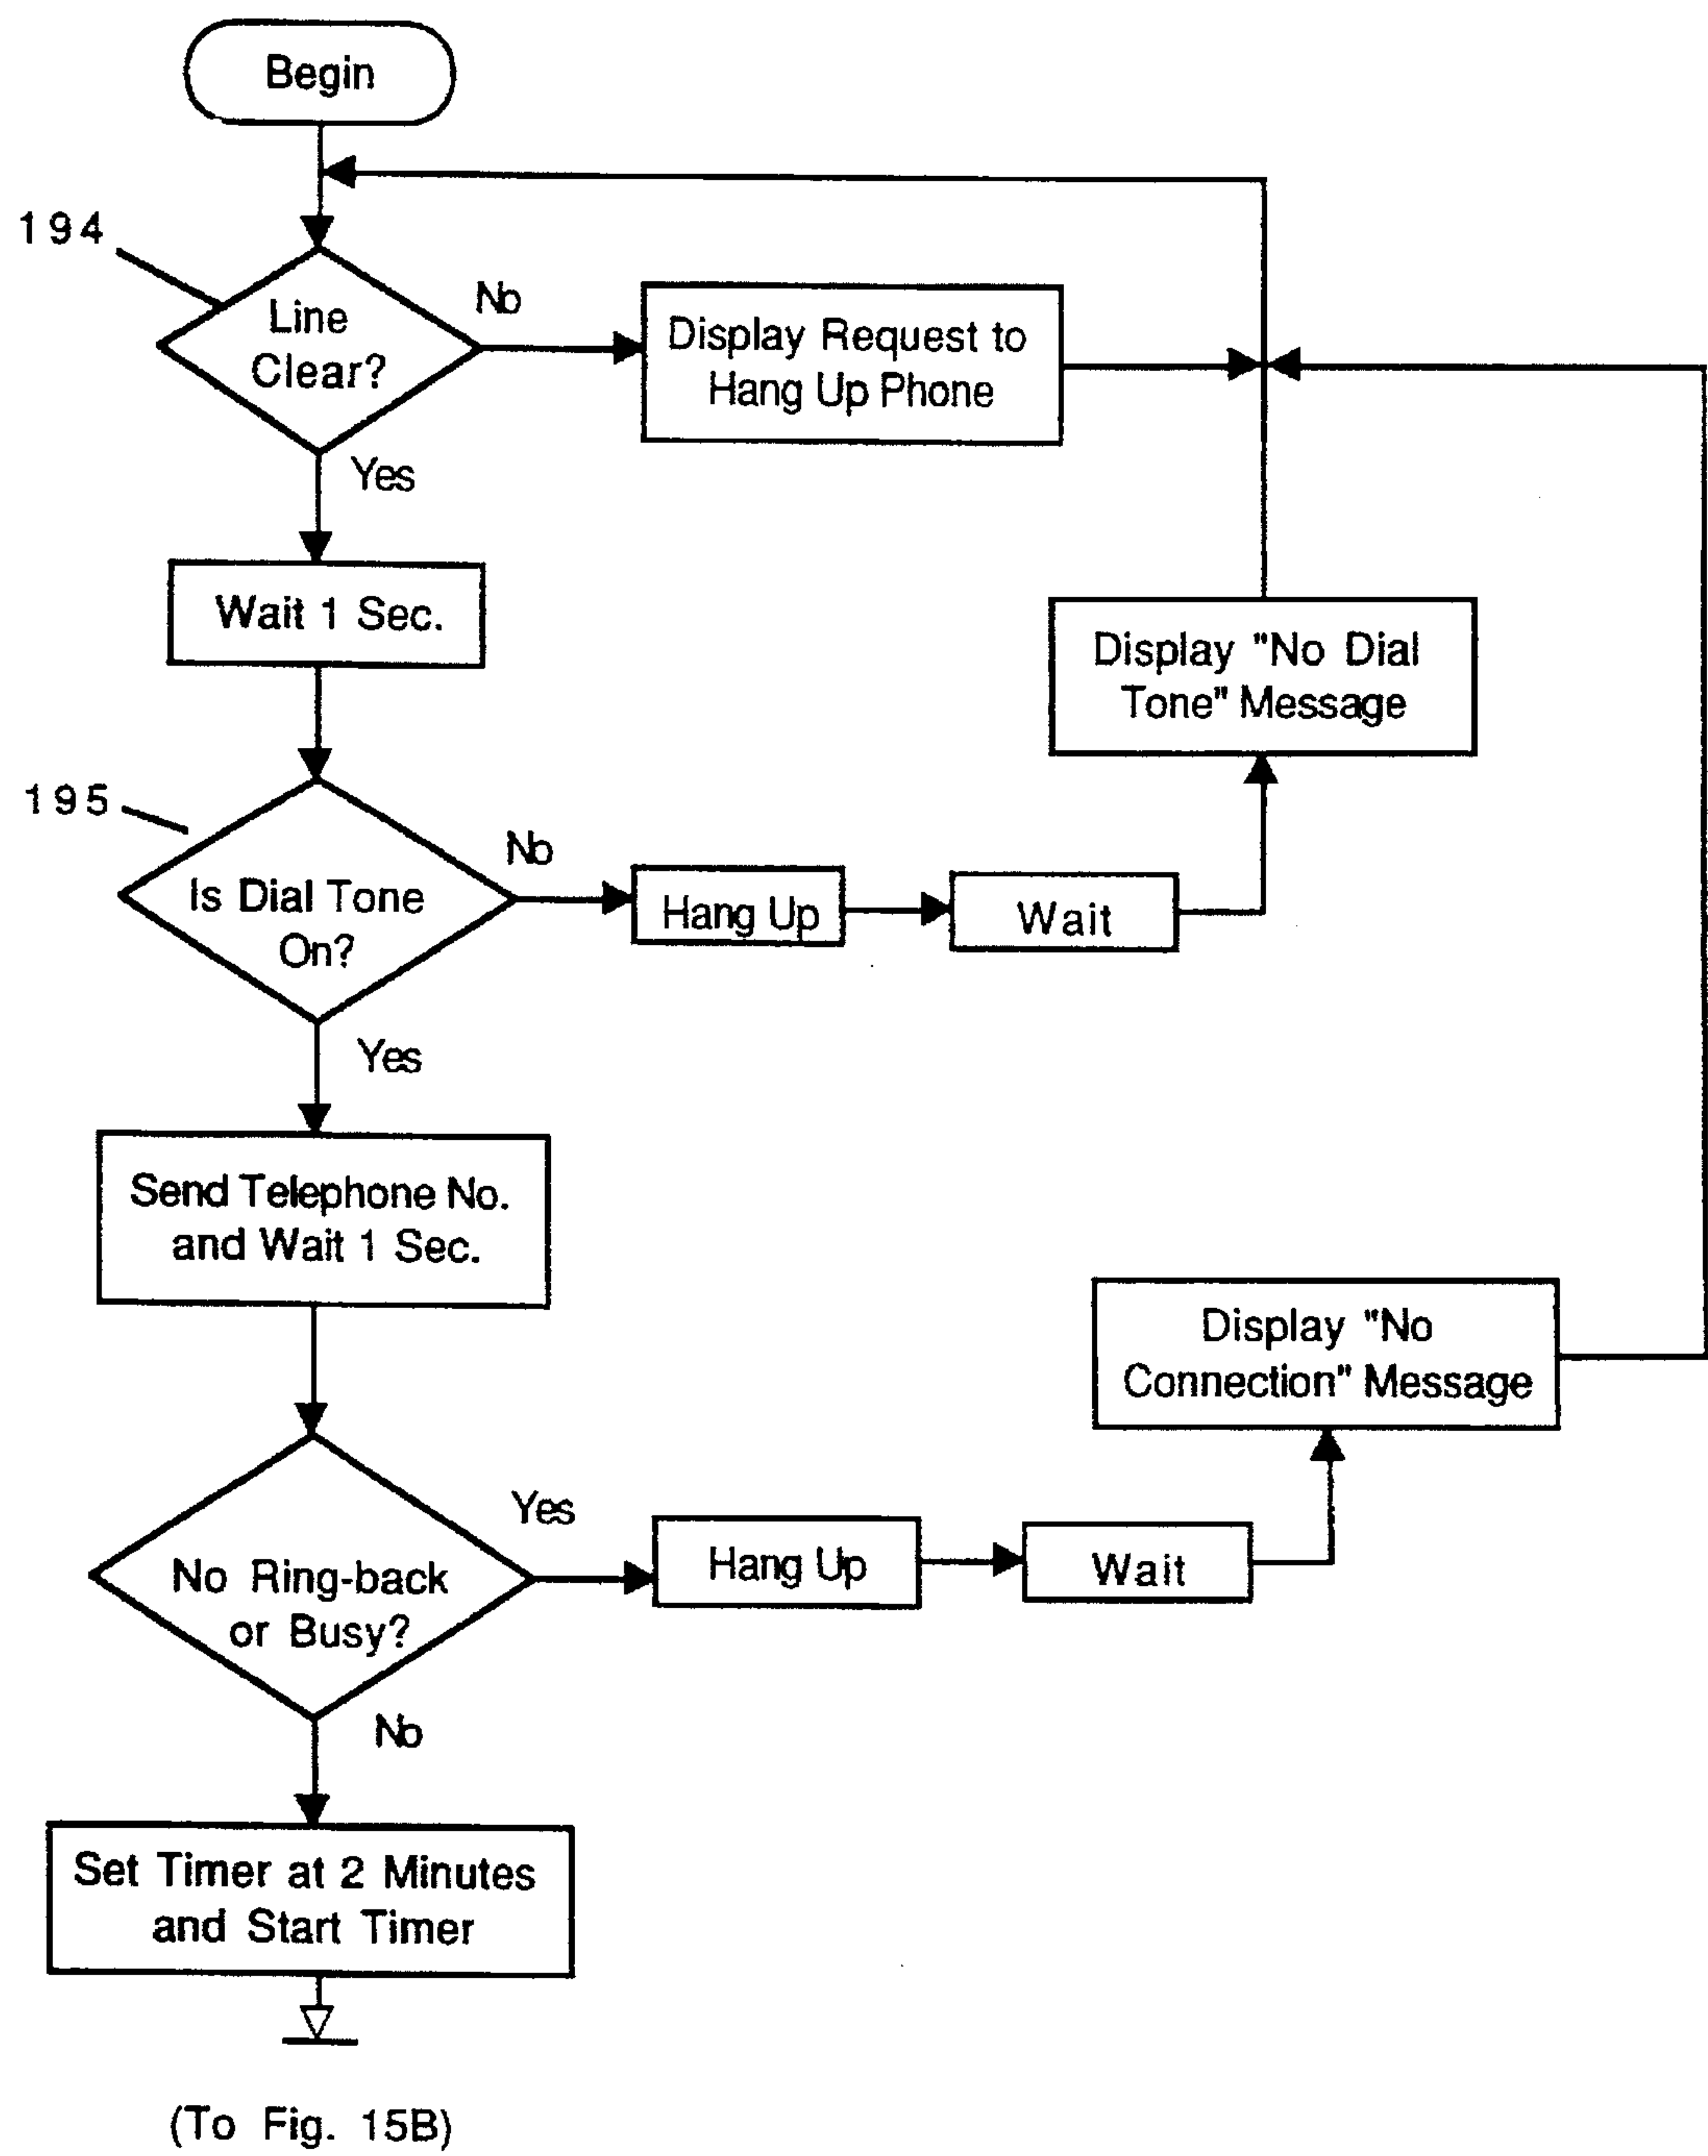 Begin
194
Line
Clear?
No
Display Request to
Hang Up Phone
Yes
Wait 1 Sec.
Display "No Dial
Tone" Message
195
Is Dial Tone
On?
No
Hang Up
Wait
Yes
Send Telephone No.
and Wait 1 Sec.
Display "No
Connection" Message
No Ring-back
or Busy?
Yes
Hang Up
Wait
No
Set Timer at 2 Minutes
and Start Timer
(To Fig. 15B)